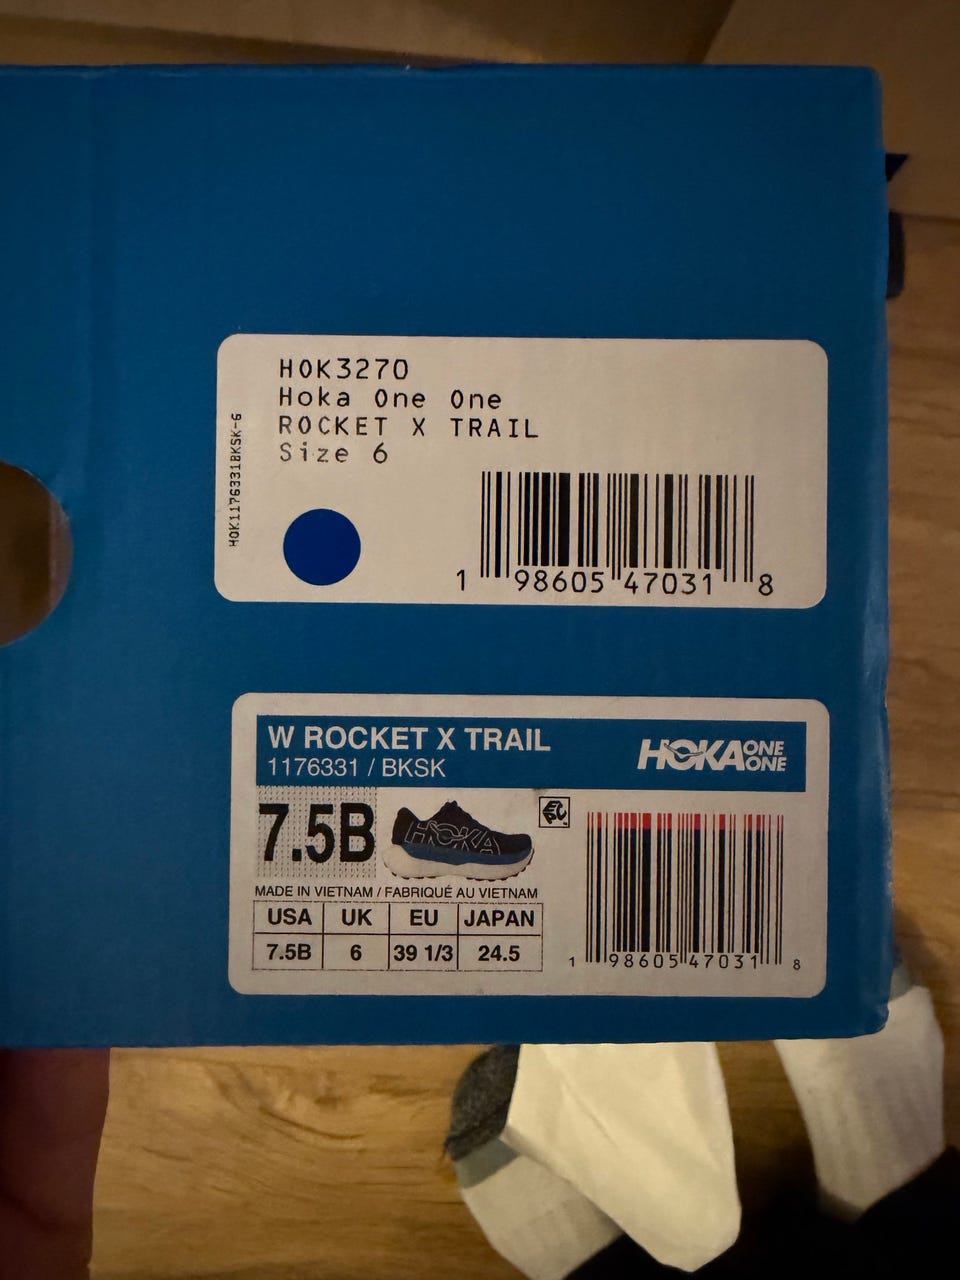 HOK3270
Hoka One One
ROCKET X TRAIL
Size 6
HOK1176331BKSK-6
1 98605 47031 8
W ROCKET X TRAIL
1176331 / BKSK
HOKA ONE ONE
7.5B
HOKA
MADE IN VIETNAM / FABRIQUÉ AU VIETNAM
USA UK EU JAPAN
7.5B 6 39 1/3 24.5
1 98605 47031 8